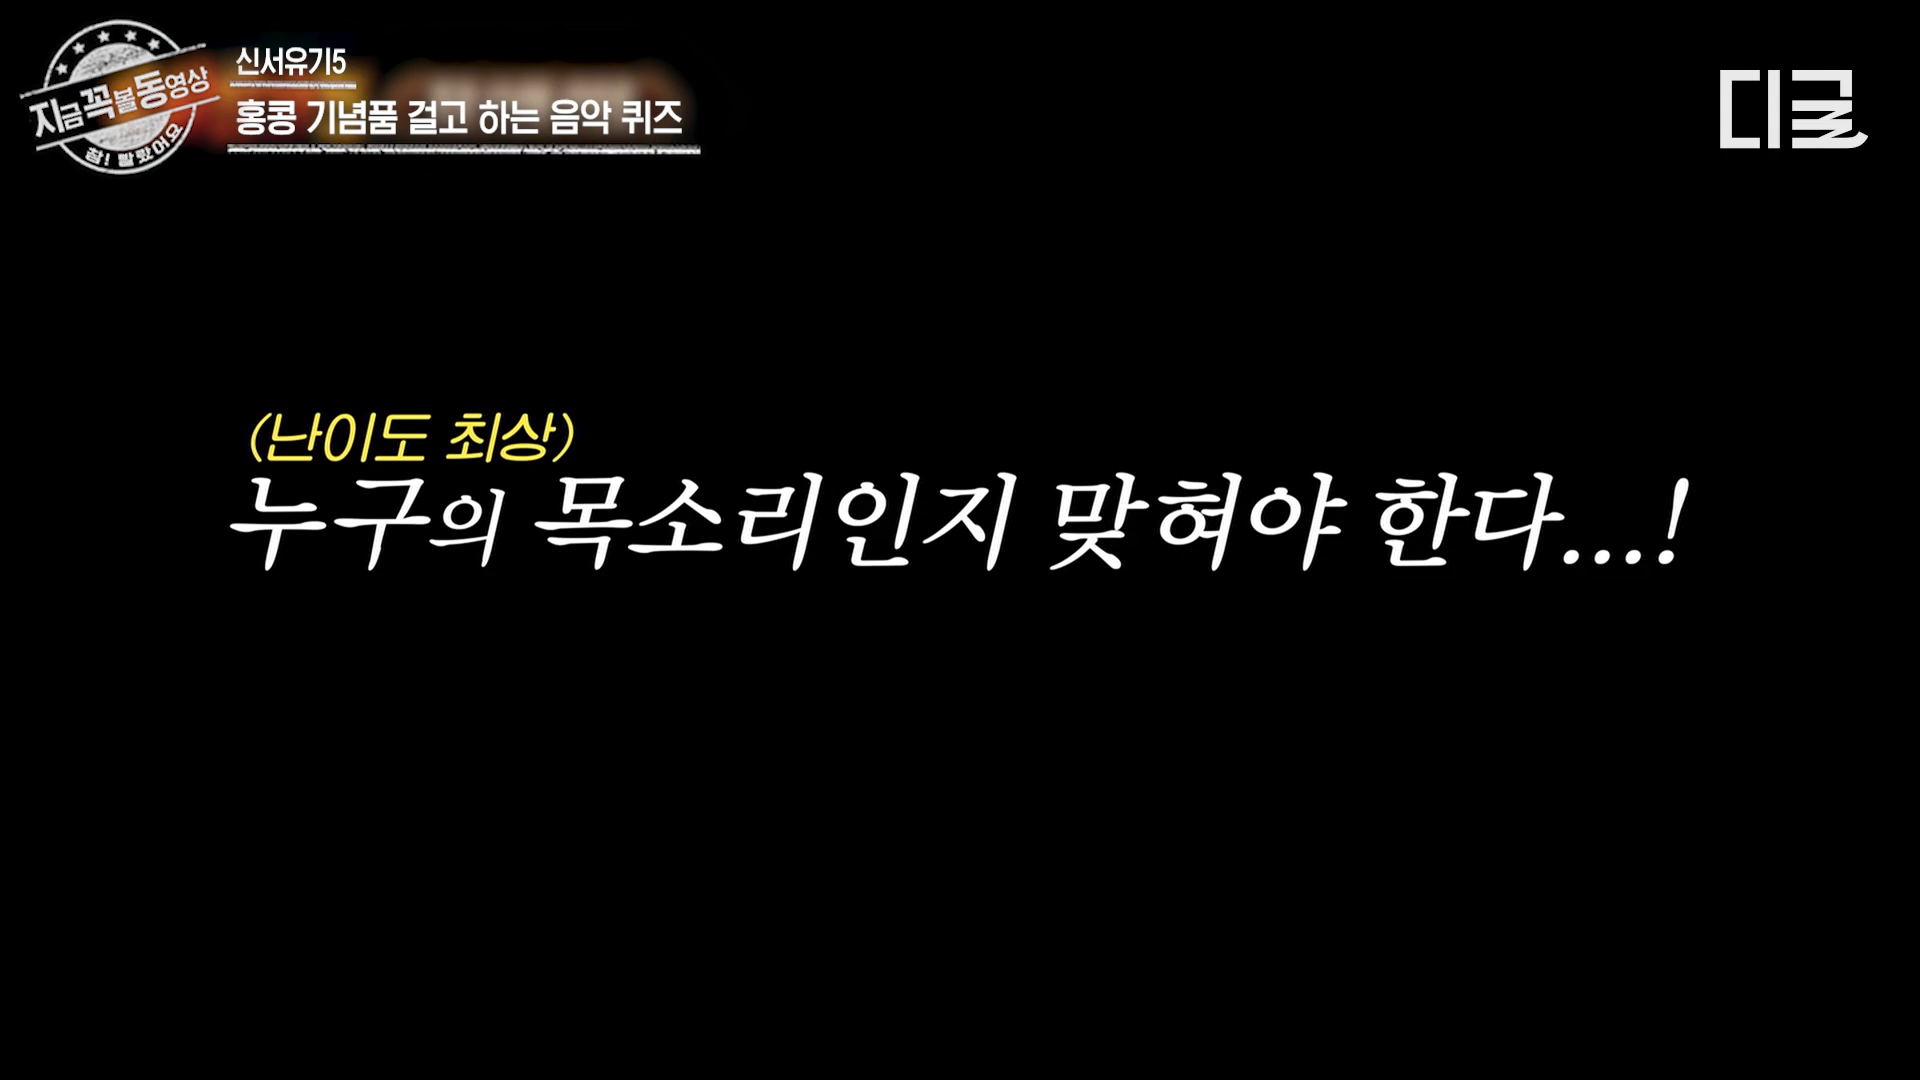 지금 꼭 볼 동영상
참! 빨랐어요
신서유기5
홍콩 기념품 걸고 하는 음악 퀴즈
디글
(난이도 최상)
누구의 목소리인지 맞혀야 한다...!